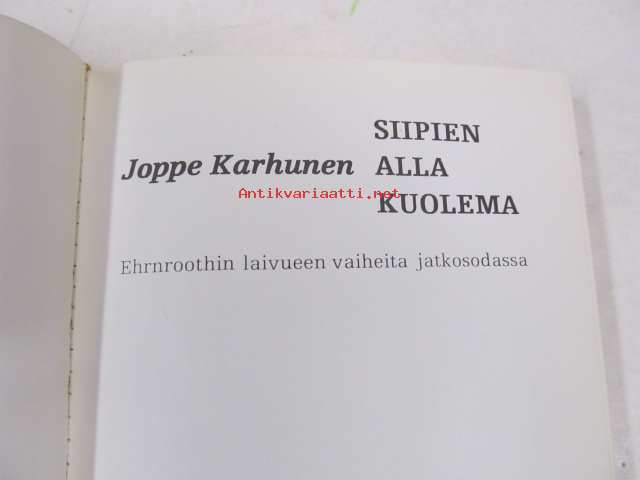 SIIPIEN
Joppe Karhunen ALLA
Antikvariaatti.net
KUOLEMA
Ehrnroothin laivueen vaiheita jatkosodassa